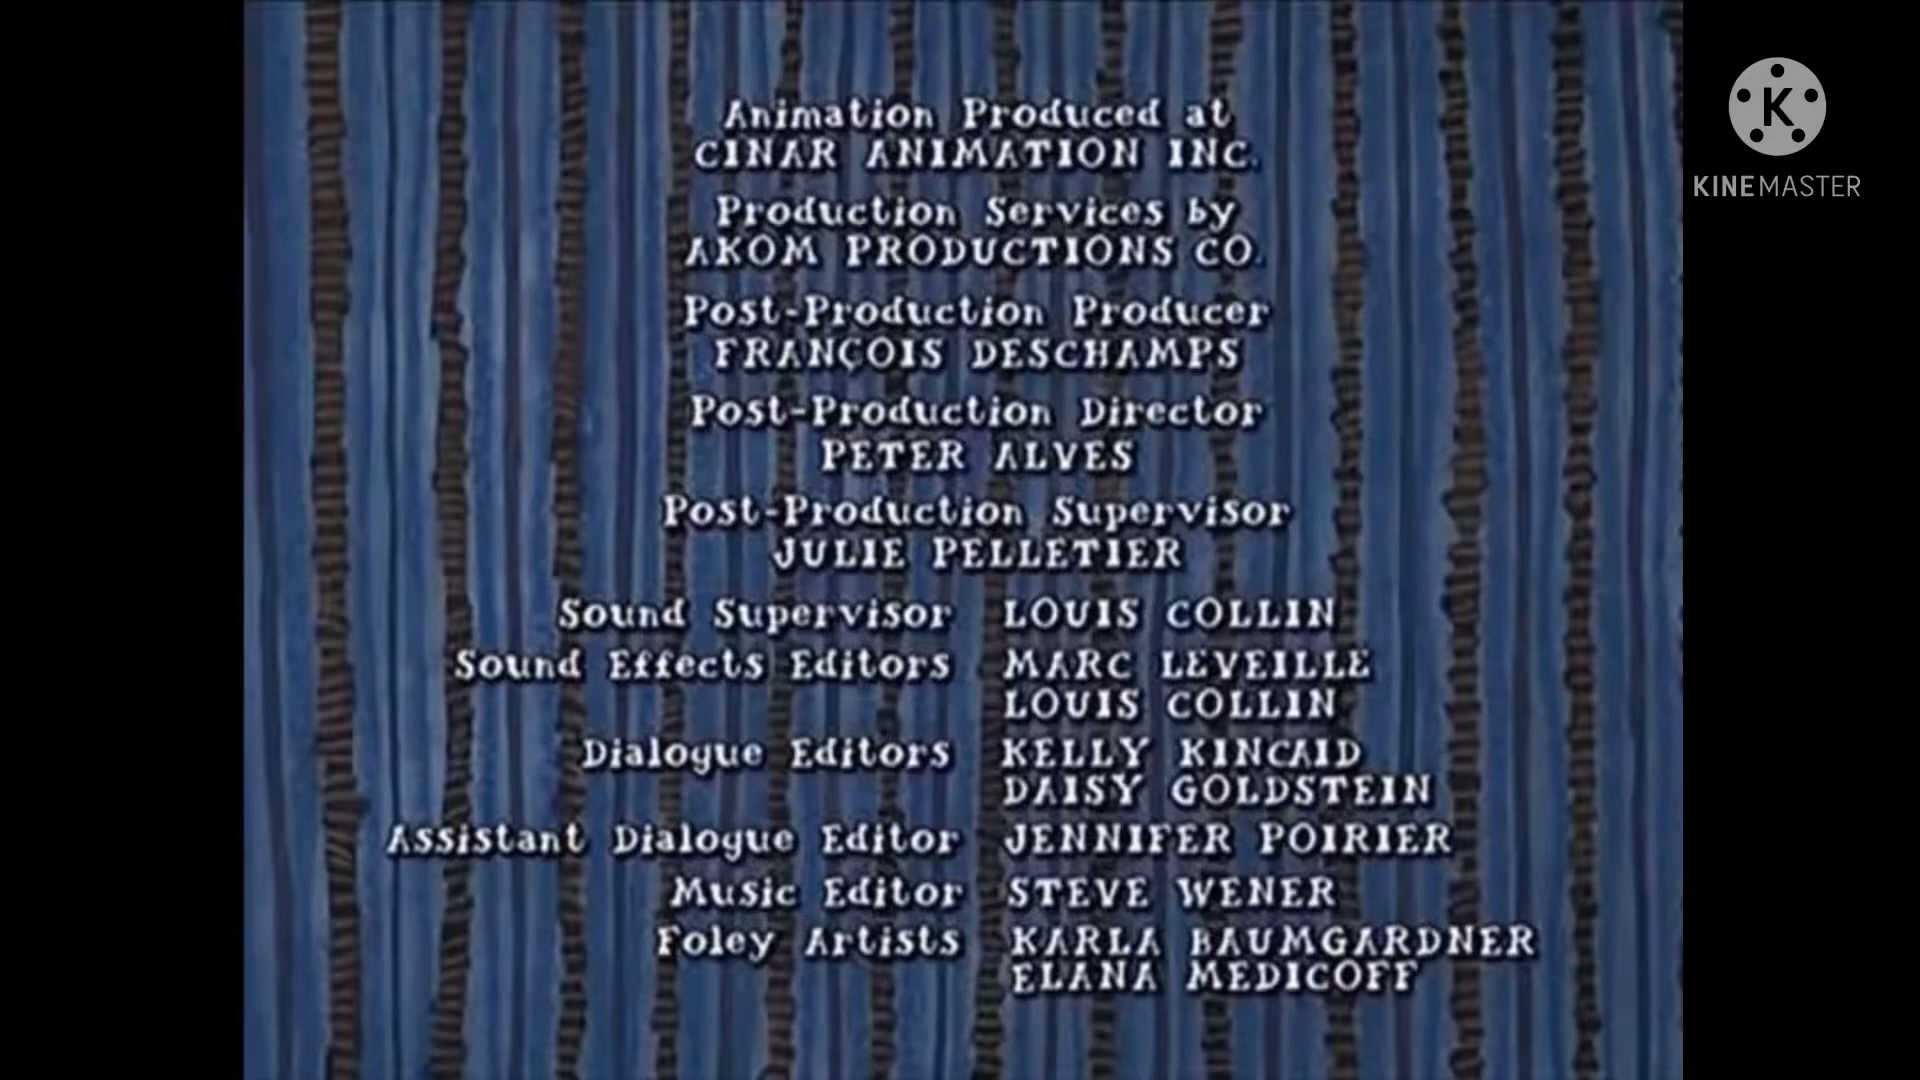 Animation Produced at
CINAR ANIMATION INC.
Production Services by
AKOM PRODUCTIONS CO.
Post-Production Producer
FRANÇOIS DESCHAMPS
Post-Production Director
PETER ALVES
Post-Production Supervisor
JULIE PELLETIER
Sound Supervisor LOUIS COLLIN
Sound Effects Editors MARC LEVEILLE
LOUIS COLLIN
Dialogue Editors KELLY KINCAID
DAISY GOLDSTEIN
Assistant Dialogue Editor JENNIFER POIRIER
Music Editor STEVE WENER
Foley Artists KARLA BAUMGARDNER
ELANA MEDICOFF
K
KINEMASTER